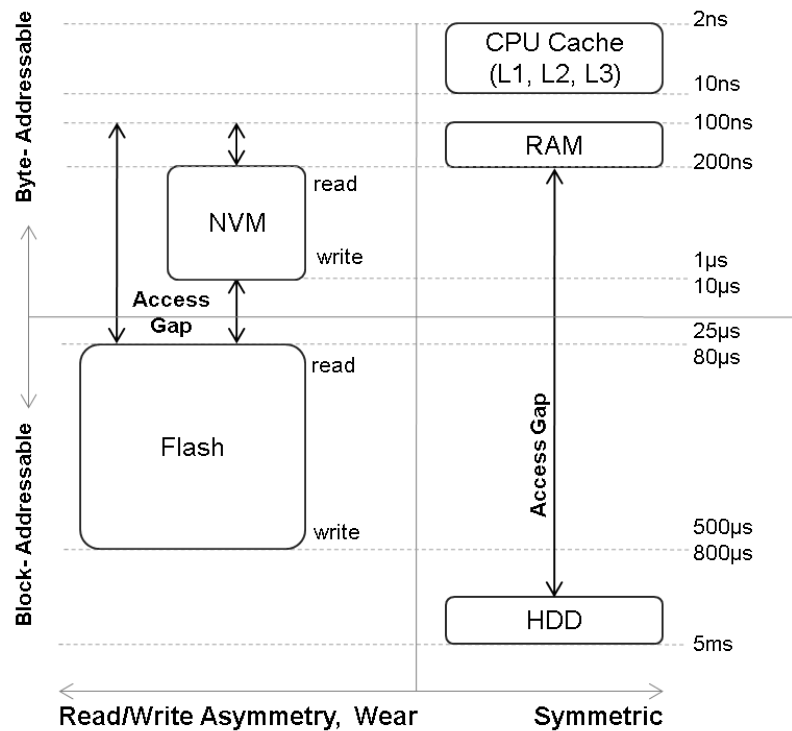 2ns
CPU Cache
(L1, L2, L3)
10ns
100ns
RAM
200ns
Byte- Addressable
read
NVM
write
1µs
10µs
Access
Gap
25µs
80µs
read
Flash
Access Gap
Block- Addressable
write
500µs
800µs
HDD
5ms
Read/Write Asymmetry, Wear
Symmetric